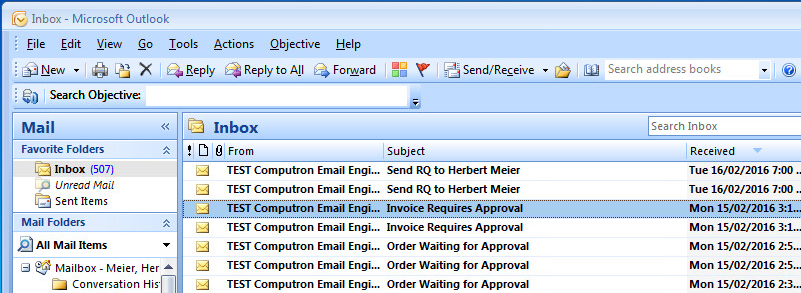 Inbox - Microsoft Outlook
File Edit View Go Tools Actions Objective Help
New Reply Reply to All Forward Send/Receive Search address books
Search Objective:
Mail
Favorite Folders
Inbox (507)
Unread Mail
Sent Items
Mail Folders
All Mail Items
Mailbox - Meier, Her
Conversation His
Inbox Search Inbox
From Subject Received
TEST Computron Email Engi... Send RQ to Herbert Meier Tue 16/02/2016 7:00 ...
TEST Computron Email Engi... Send RQ to Herbert Meier Tue 16/02/2016 7:00 ...
TEST Computron Email Engi... Invoice Requires Approval Mon 15/02/2016 3:1...
TEST Computron Email Engi... Invoice Requires Approval Mon 15/02/2016 3:1...
TEST Computron Email Engi... Order Waiting for Approval Mon 15/02/2016 2:5...
TEST Computron Email Engi... Order Waiting for Approval Mon 15/02/2016 2:5...
TEST Computron Email Engi... Order Waiting for Approval Mon 15/02/2016 2:3...